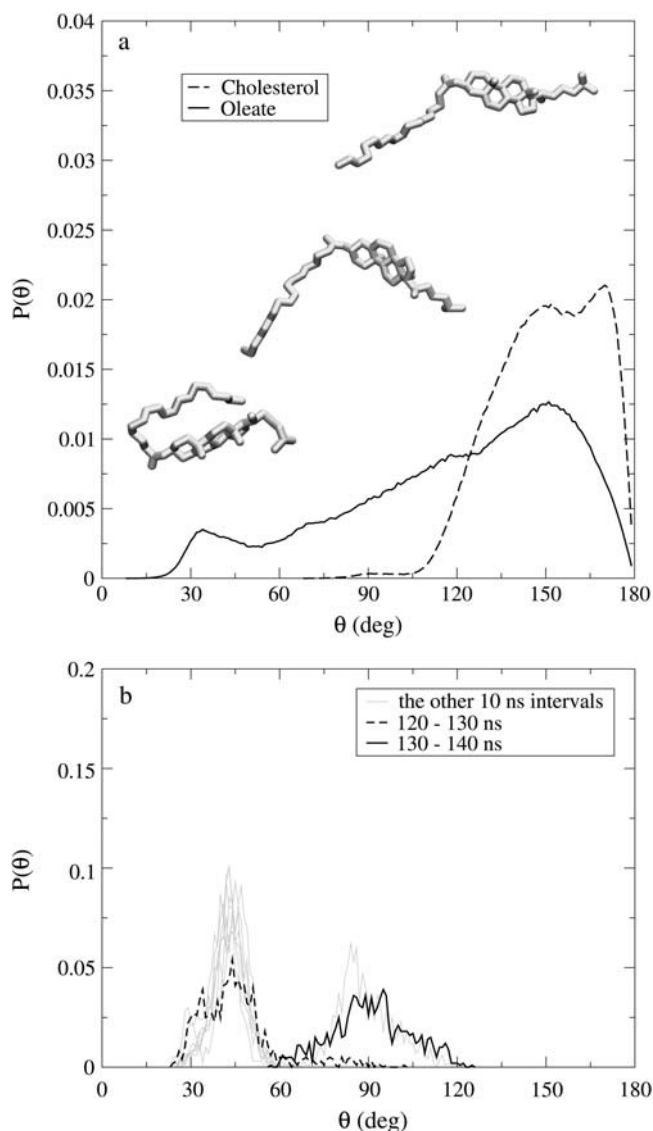 0.04
a
Cholesterol
Oleate
0.035
0.03
0.025
P(θ)
0.02
0.015
0.01
0.005
0
0 30 60 90 120 150 180
θ (deg)
0.2
b
the other 10 ns intervals
120 - 130 ns
130 - 140 ns
0.15
P(θ)
0.1
0.05
0
0 30 60 90 120 150 180
θ (deg)